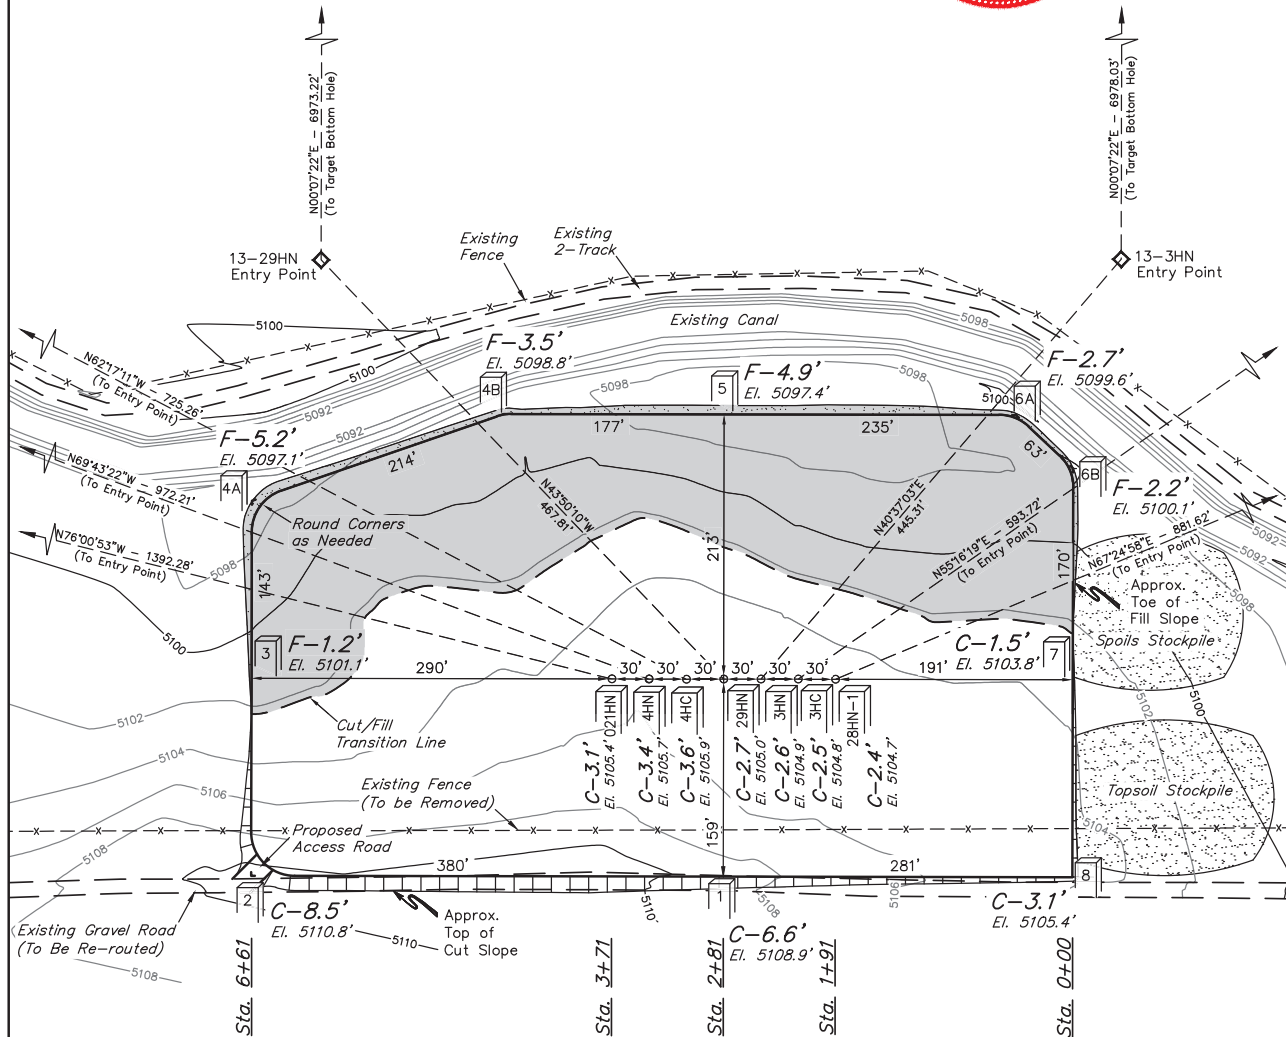 N00°07'22"E - 6973.22'
(To Target Bottom Hole)
N00°07'22"E - 6978.03'
(To Target Bottom Hole)
13-29HN
Entry Point
13-3HN
Entry Point
Existing
Fence
Existing
2-Track
Existing Canal
5100
5098
5100
5092
5092
5098
5098
5100
N62°17'11"W - 725.26'
(To Entry Point)
F-3.5'
El. 5098.8'
4B
5
F-4.9'
El. 5097.4'
F-2.7'
El. 5099.6'
6A
F-5.2'
El. 5097.1'
4A
177'
235'
214'
63'
6B
F-2.2'
El. 5100.1'
N69°43'22"W - 972.21'
(To Entry Point)
N76°00'53"W - 1392.28'
(To Entry Point)
Round Corners
as Needed
N43°50'10"W
467.81'
N40°37'03"E
445.31'
N55°16'19"E - 593.72'
(To Entry Point)
N67°24'58"E - 881.62'
(To Entry Point)
5092
5092
5098
5098
5100
143'
213'
170'
Approx.
Toe of
Fill Slope
Spoils Stockpile
3
F-1.2'
El. 5101.1'
C-1.5'
El. 5103.8'
7
290'
30'
30'
30'
30'
30'
30'
191'
021HN
4HN
4HC
29HN
3HN
3HC
28HN-1
C-3.1'
El. 5105.4'
C-3.4'
El. 5105.7'
C-3.6'
El. 5105.9'
C-2.7'
El. 5105.0'
C-2.6'
El. 5104.9'
C-2.5'
El. 5104.8'
C-2.4'
El. 5104.7'
5102
5104
5106
5108
5102
5100
5104
Cut/Fill
Transition Line
Existing Fence
(To be Removed)
Topsoil Stockpile
Proposed
Access Road
159'
380'
281'
2
C-8.5'
El. 5110.8'
1
C-6.6'
El. 5108.9'
8
C-3.1'
El. 5105.4'
5110
5108
5106
5110
5108
Approx.
Top of
Cut Slope
Existing Gravel Road
(To Be Re-routed)
Sta. 6+61
Sta. 3+71
Sta. 2+81
Sta. 1+91
Sta. 0+00